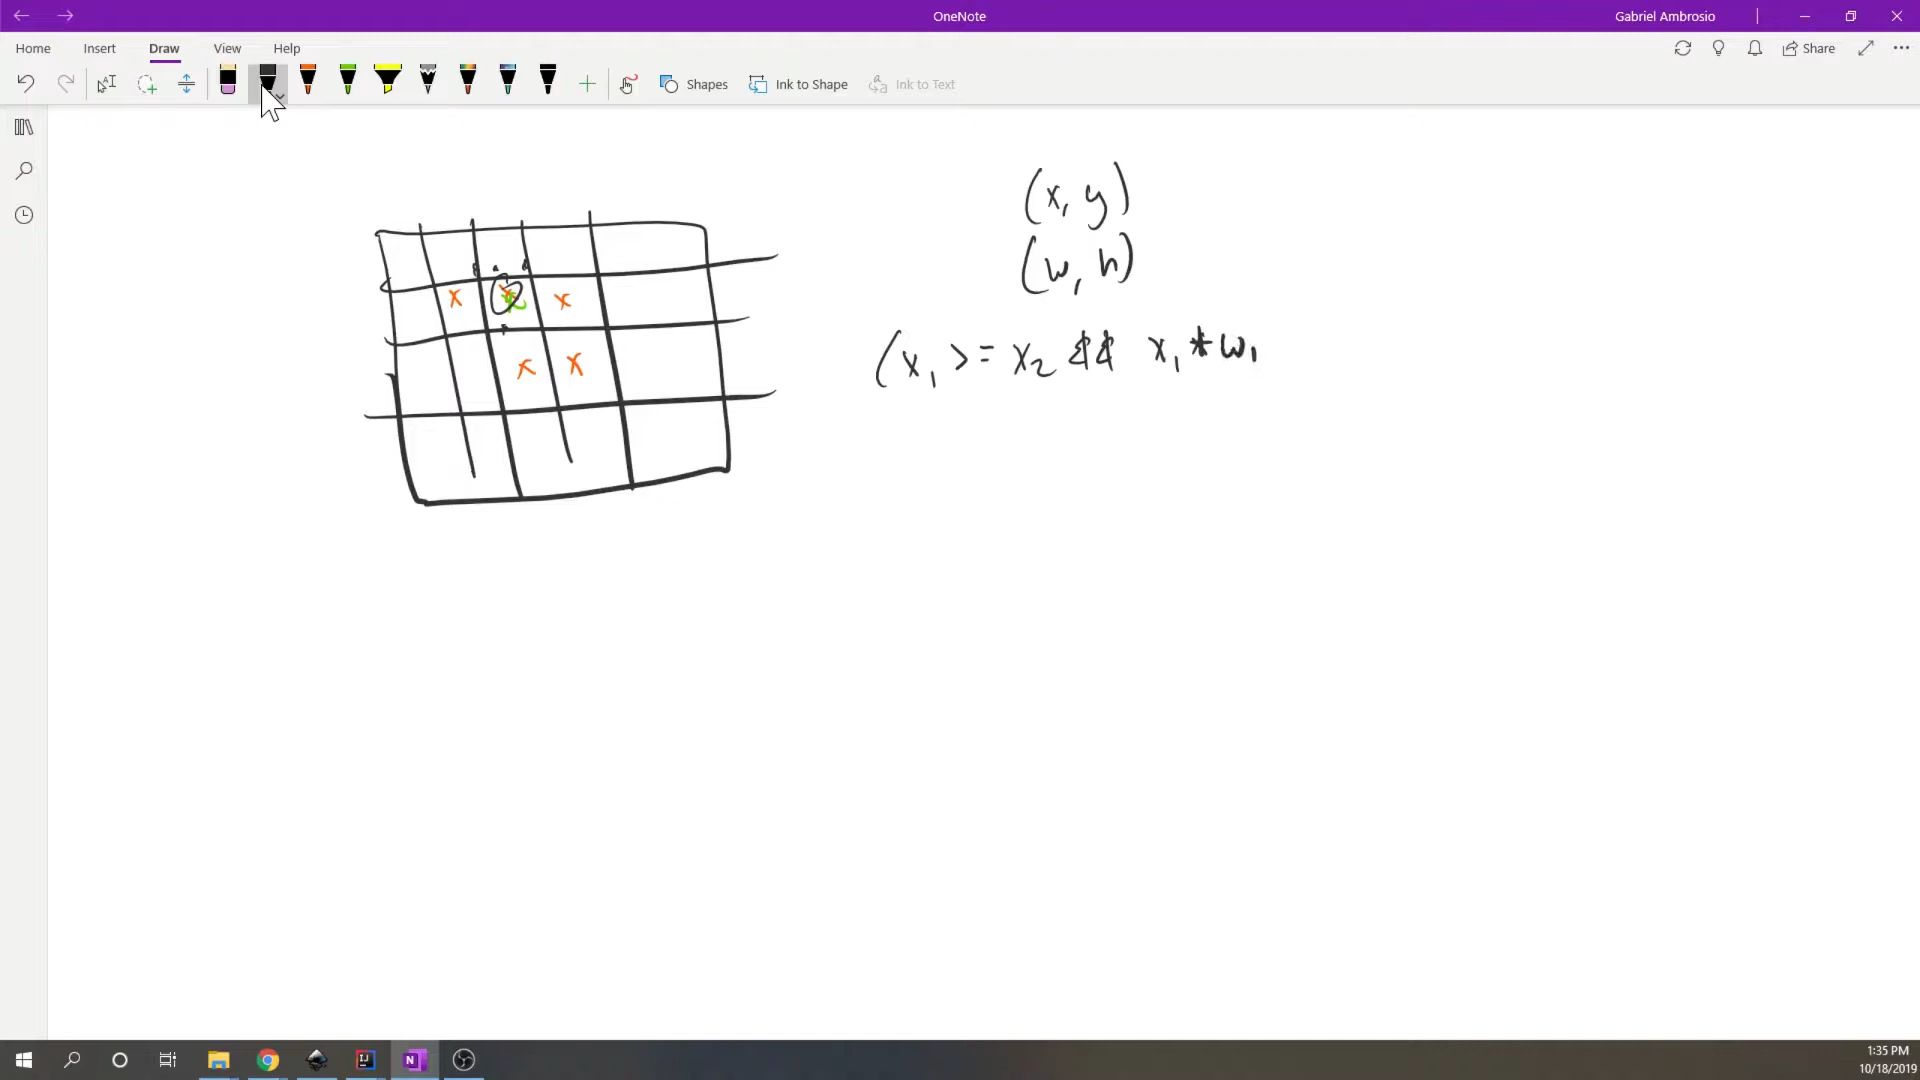 OneNote
Gabriel Ambrosio
Home Insert Draw View Help
Share
Shapes Ink to Shape Ink to Text
(x, y)
(w, h)
x x x
x x
(x₁ >= x₂ && x₁ * w₁
1:35 PM
10/18/2019